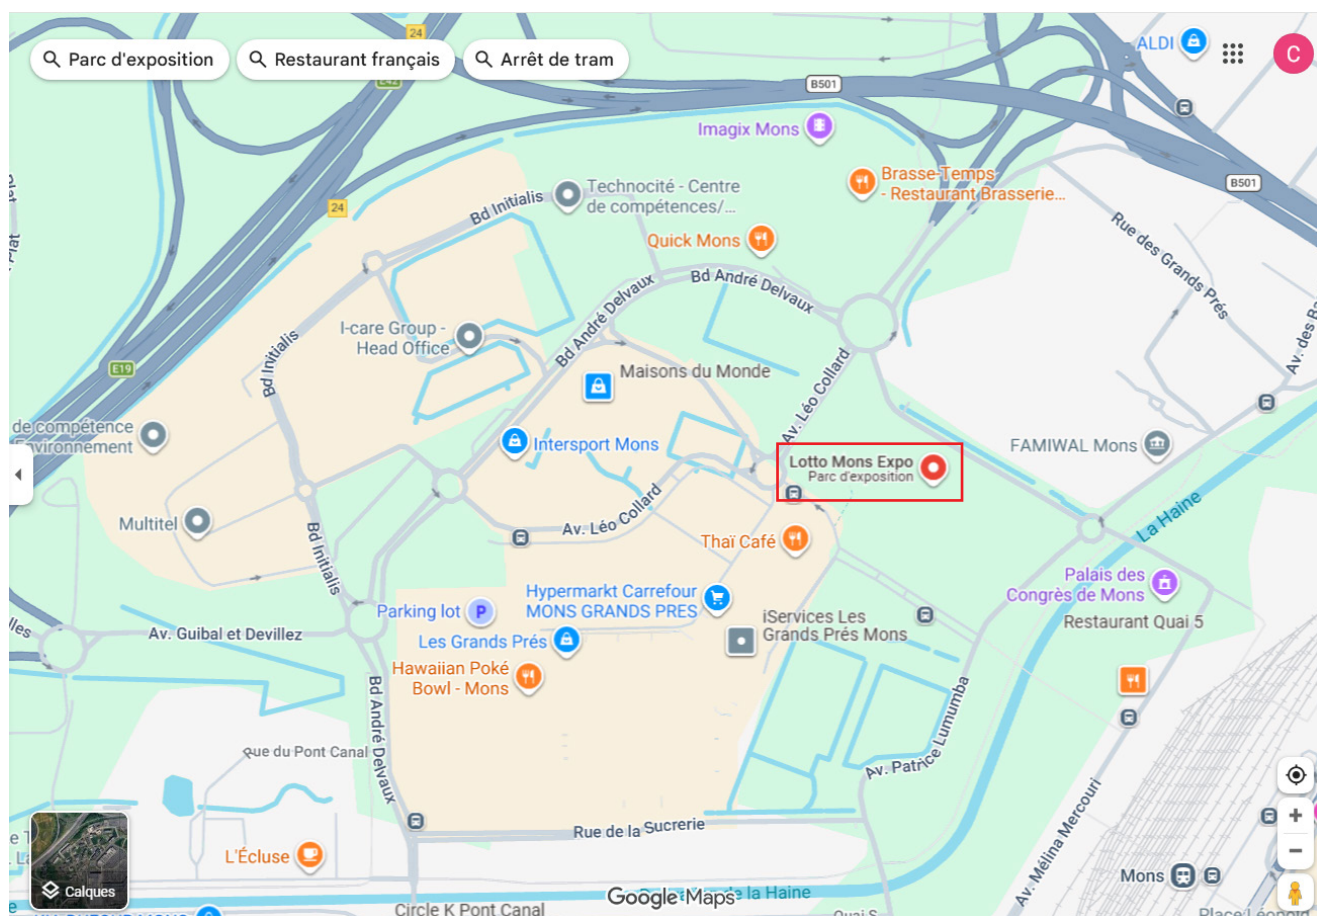 24
Parc d'exposition
Restaurant français
Arrêt de tram
E42
ALDI
C
B501
Imagix Mons
Brasse-Temps
- Restaurant Brasserie...
B501
Technocité - Centre
de compétences/...
24
Bd Initialis
Quick Mons
Rue des Grands Prés
Bd André Delvaux
Bd André Delvaux
I-care Group -
Head Office
Bd Initialis
E19
Maisons du Monde
Av. Léo Collard
Av. des
de compétence
Intersport Mons
FAMIWAL Mons
Lotto Mons Expo
Parc d'exposition
Multitel
Av. Léo Collard
La Haine
Bd Initialis
Thaï Café
Palais des
Congrès de Mons
Hypermarkt Carrefour
MONS GRANDS PRES
Parking lot
P
iServices Les
Grands Prés Mons
Restaurant Quai 5
Av. Guibal et Devillez
Les Grands Prés
Hawaiian Poké
Bowl - Mons
Bd André Delvaux
Av. Patrice Lumumba
Rue du Pont Canal
Rue de la Sucrerie
Av. Mélina Mercouri
L'Écluse
Calques
Mons
Google Maps
de la Haine
Circle K Pont Canal